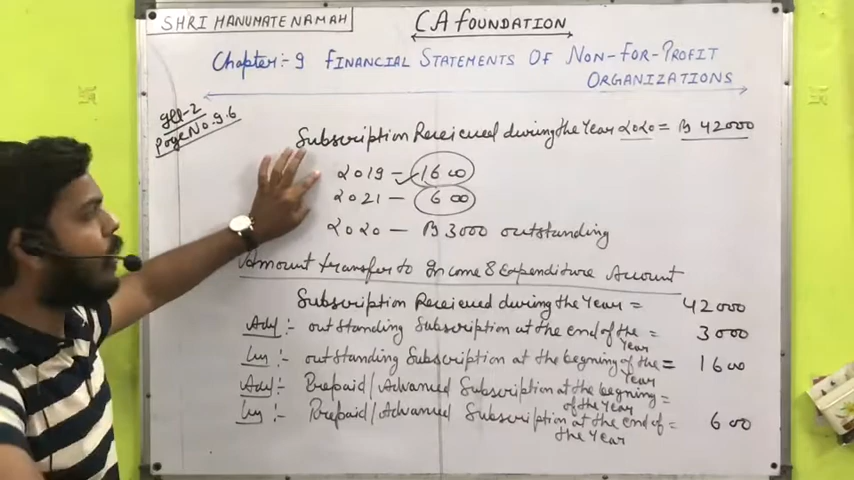 SHRI HANUMATE NAMAH
CA FOUNDATION
Chapter:- 9 FINANCIAL STATEMENTS OF NON-FOR-PROFIT
ORGANIZATIONS
ill-2
Page No. 9.6
Subscription Received during the Year 2020 = ₨ 42000
2019 - 1600
2021 - 600
2020 - ₨ 3000 outstanding
Amount transfer to Income & Expenditure Account
Subscription Received during the Year = 42000
Add :- outstanding Subscription at the end of the Year = 3000
Less :- outstanding Subscription at the begning of the Year = 1600
Add :- Prepaid/Advanced Subscription at the begning of the Year =
Less :- Prepaid/Advanced Subscription at the end of the Year = 600